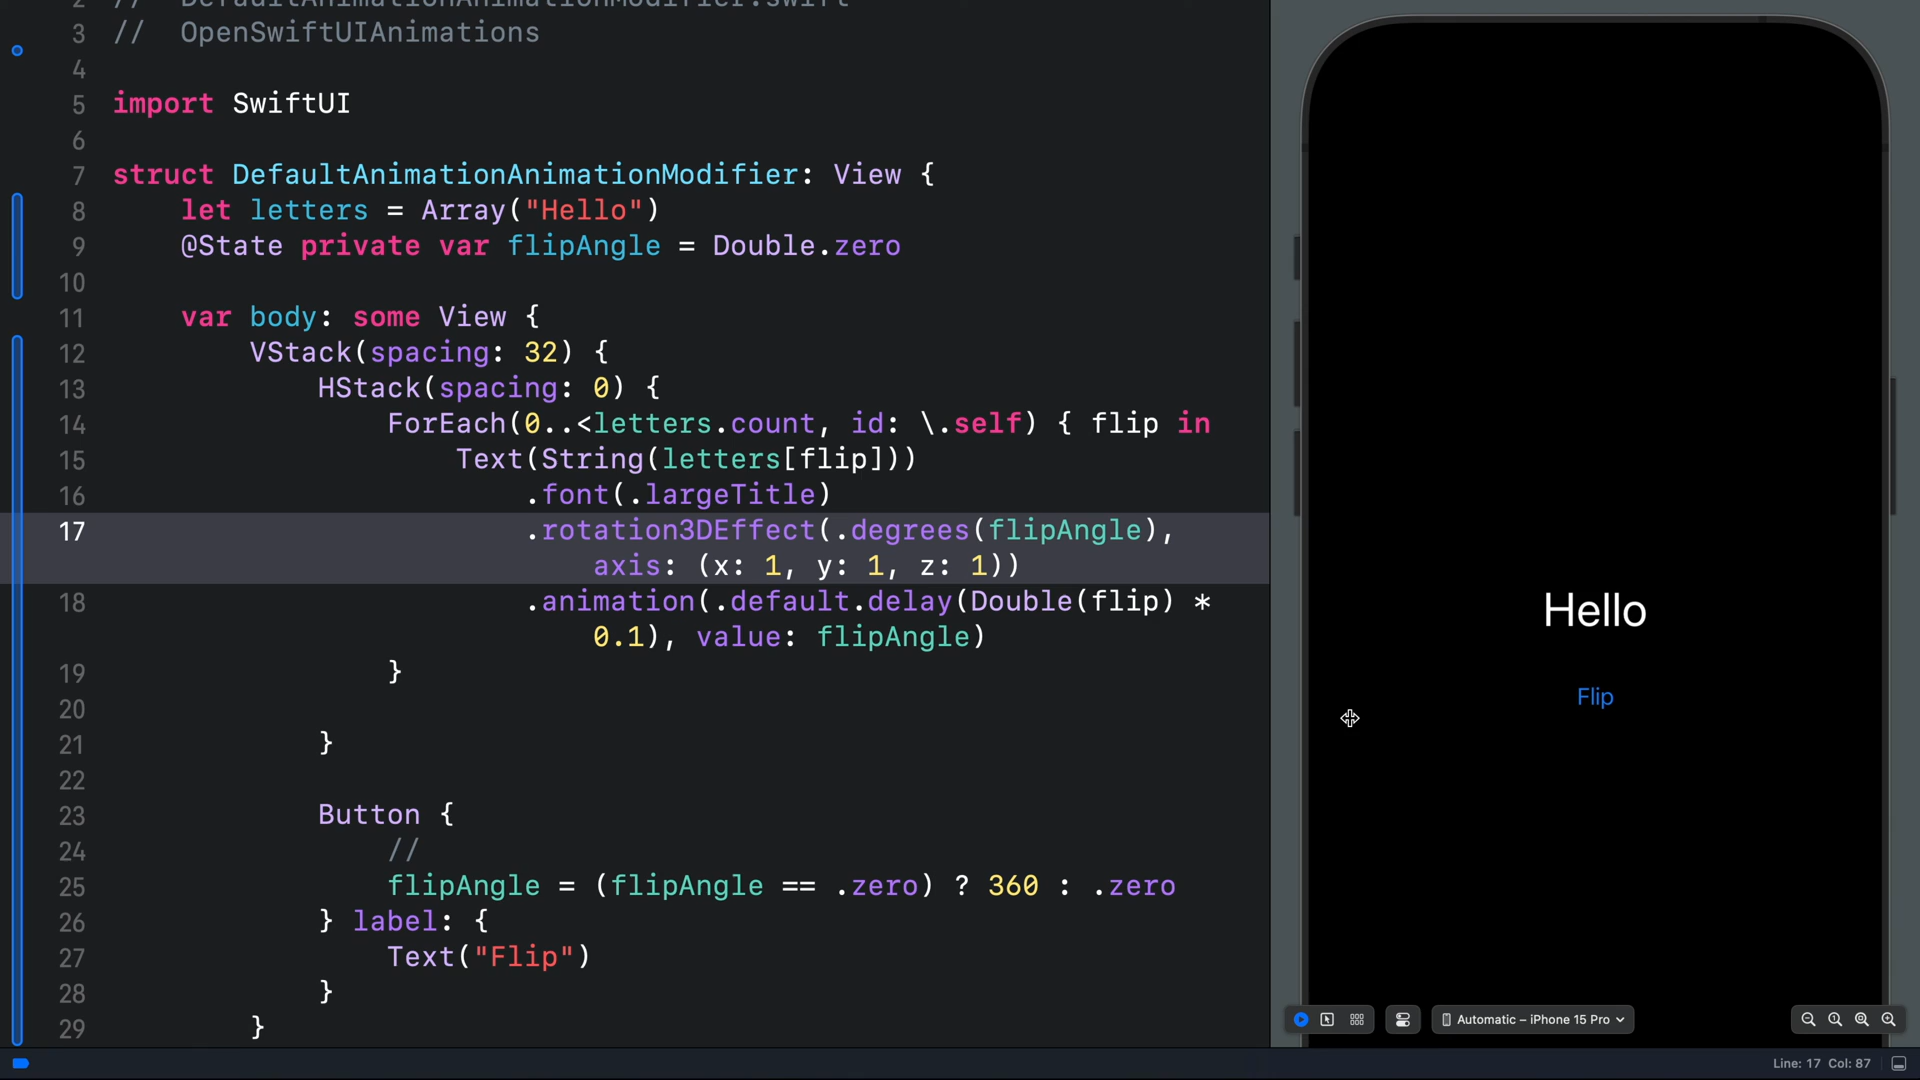 2 // DefaultAnimationAnimationModifier.swift
3 // OpenSwiftUIAnimations
4
5 import SwiftUI
6
7 struct DefaultAnimationAnimationModifier: View {
8 let letters = Array("Hello")
9 @State private var flipAngle = Double.zero
10
11 var body: some View {
12 VStack(spacing: 32) {
13 HStack(spacing: 0) {
14 ForEach(0..<letters.count, id: \.self) { flip in
15 Text(String(letters[flip]))
16 .font(.largeTitle)
17 .rotation3DEffect(.degrees(flipAngle),
axis: (x: 1, y: 1, z: 1))
18 .animation(.default.delay(Double(flip) *
0.1), value: flipAngle)
19 }
20
21 }
22
23 Button {
24 //
25 flipAngle = (flipAngle == .zero) ? 360 : .zero
26 } label: {
27 Text("Flip")
28 }
29 }
Hello
Flip
Automatic – iPhone 15 Pro
Line: 17 Col: 87